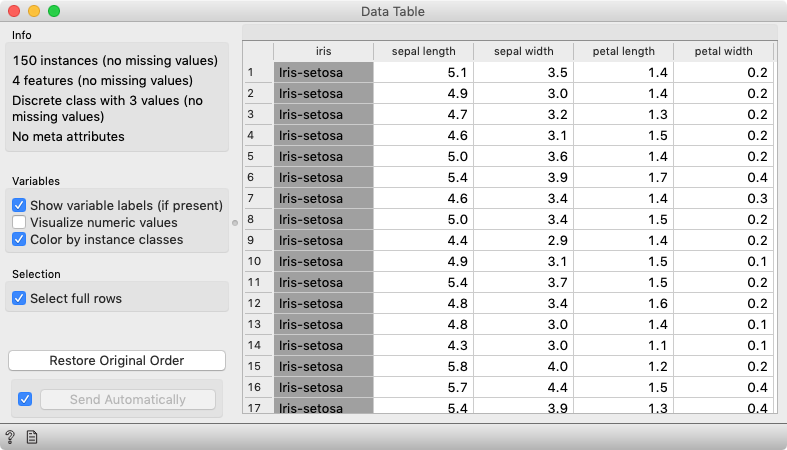 Data Table
Info
150 instances (no missing values)
4 features (no missing values)
Discrete class with 3 values (no
missing values)
No meta attributes
Variables
Show variable labels (if present)
Visualize numeric values
Color by instance classes
Selection
Select full rows
Restore Original Order
Send Automatically
?
iris sepal length sepal width petal length petal width
1 Iris-setosa 5.1 3.5 1.4 0.2
2 Iris-setosa 4.9 3.0 1.4 0.2
3 Iris-setosa 4.7 3.2 1.3 0.2
4 Iris-setosa 4.6 3.1 1.5 0.2
5 Iris-setosa 5.0 3.6 1.4 0.2
6 Iris-setosa 5.4 3.9 1.7 0.4
7 Iris-setosa 4.6 3.4 1.4 0.3
8 Iris-setosa 5.0 3.4 1.5 0.2
9 Iris-setosa 4.4 2.9 1.4 0.2
10 Iris-setosa 4.9 3.1 1.5 0.1
11 Iris-setosa 5.4 3.7 1.5 0.2
12 Iris-setosa 4.8 3.4 1.6 0.2
13 Iris-setosa 4.8 3.0 1.4 0.1
14 Iris-setosa 4.3 3.0 1.1 0.1
15 Iris-setosa 5.8 4.0 1.2 0.2
16 Iris-setosa 5.7 4.4 1.5 0.4
17 Iris-setosa 5.4 3.9 1.3 0.4